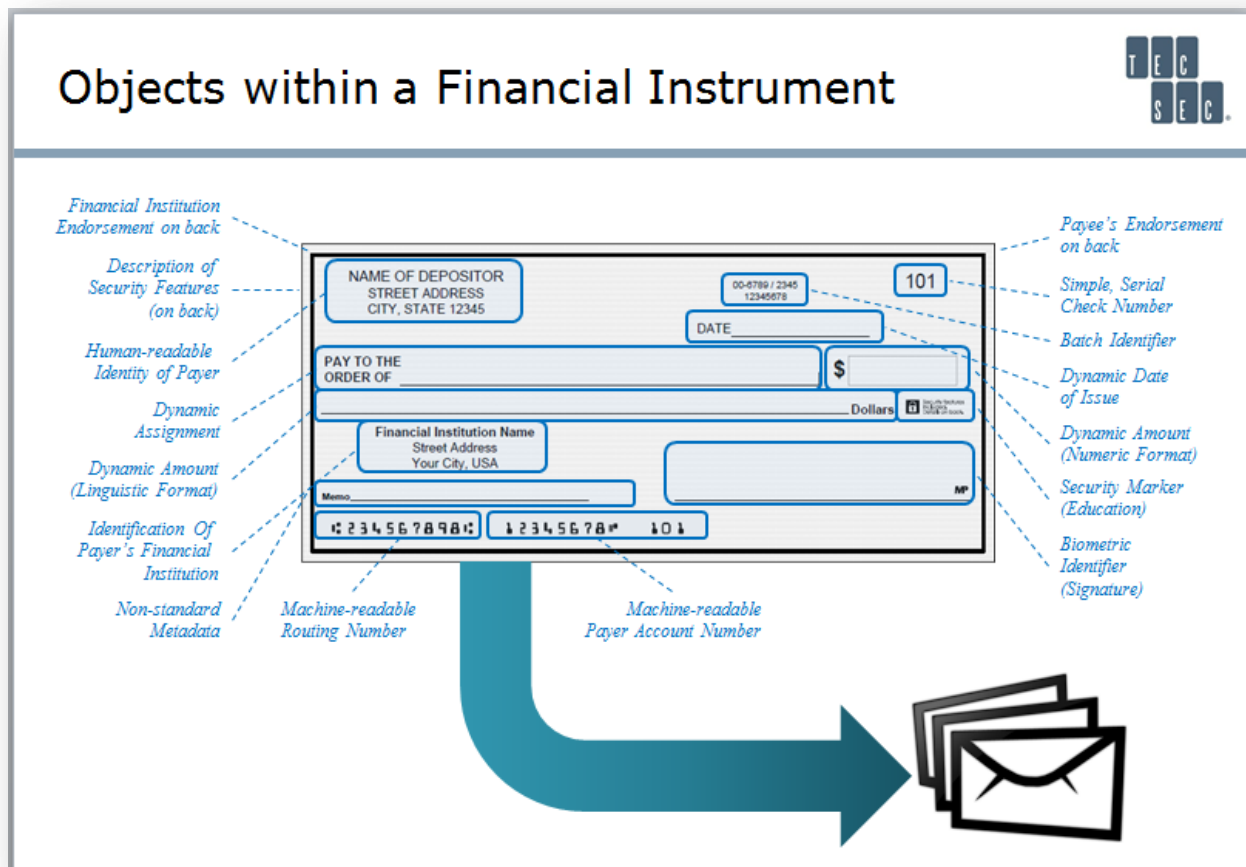 Objects within a Financial Instrument
TEC
SEC®
Financial Institution
Endorsement on back
Description of
Security Features
(on back)
Human-readable
Identity of Payer
Dynamic
Assignment
Dynamic Amount
(Linguistic Format)
Identification Of
Payer's Financial
Institution
Non-standard
Metadata
NAME OF DEPOSITOR
STREET ADDRESS
CITY, STATE 12345
00-6789 / 2345
12345678
101
DATE
PAY TO THE
ORDER OF
$
Dollars
Financial Institution Name
Street Address
Your City, USA
Memo
MP
⑆234567898⑆ 12345678⑈ 101
Machine-readable
Routing Number
Machine-readable
Payer Account Number
Payee's Endorsement
on back
Simple, Serial
Check Number
Batch Identifier
Dynamic Date
of Issue
Dynamic Amount
(Numeric Format)
Security Marker
(Education)
Biometric
Identifier
(Signature)